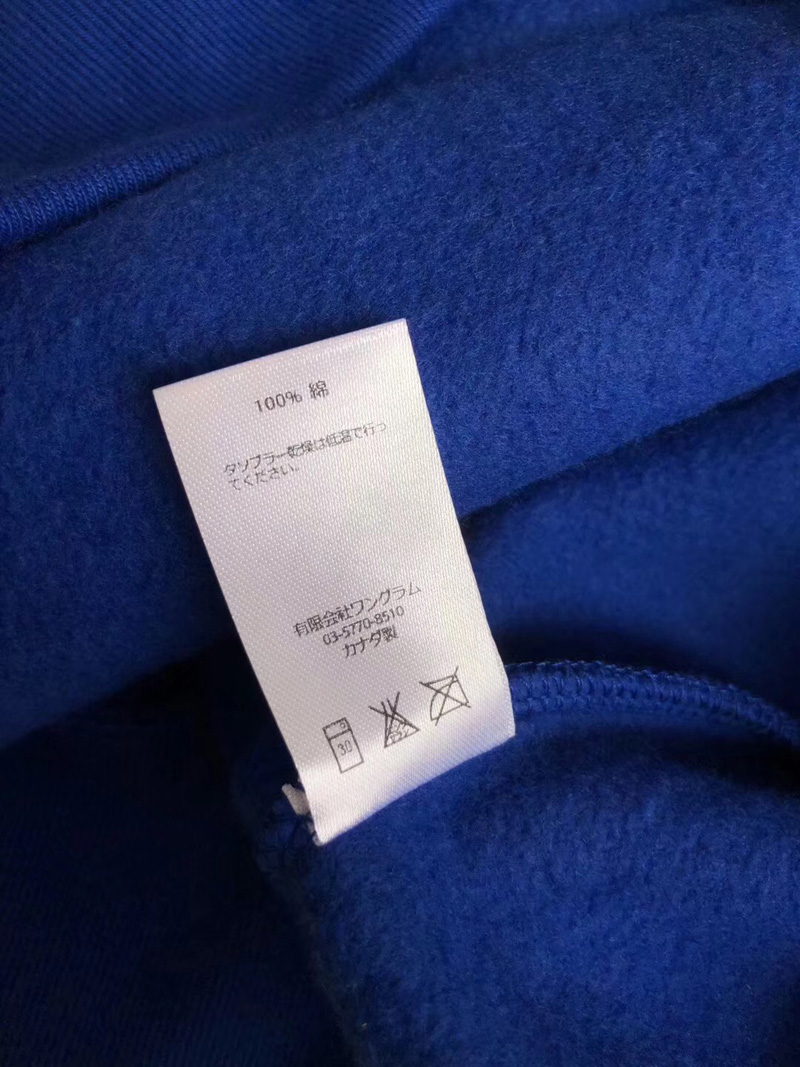 100% 綿
タソブラー乾燥は低温で行っ
てください。
有限会社ワングラム
03-5770-8510
カナダ製
30